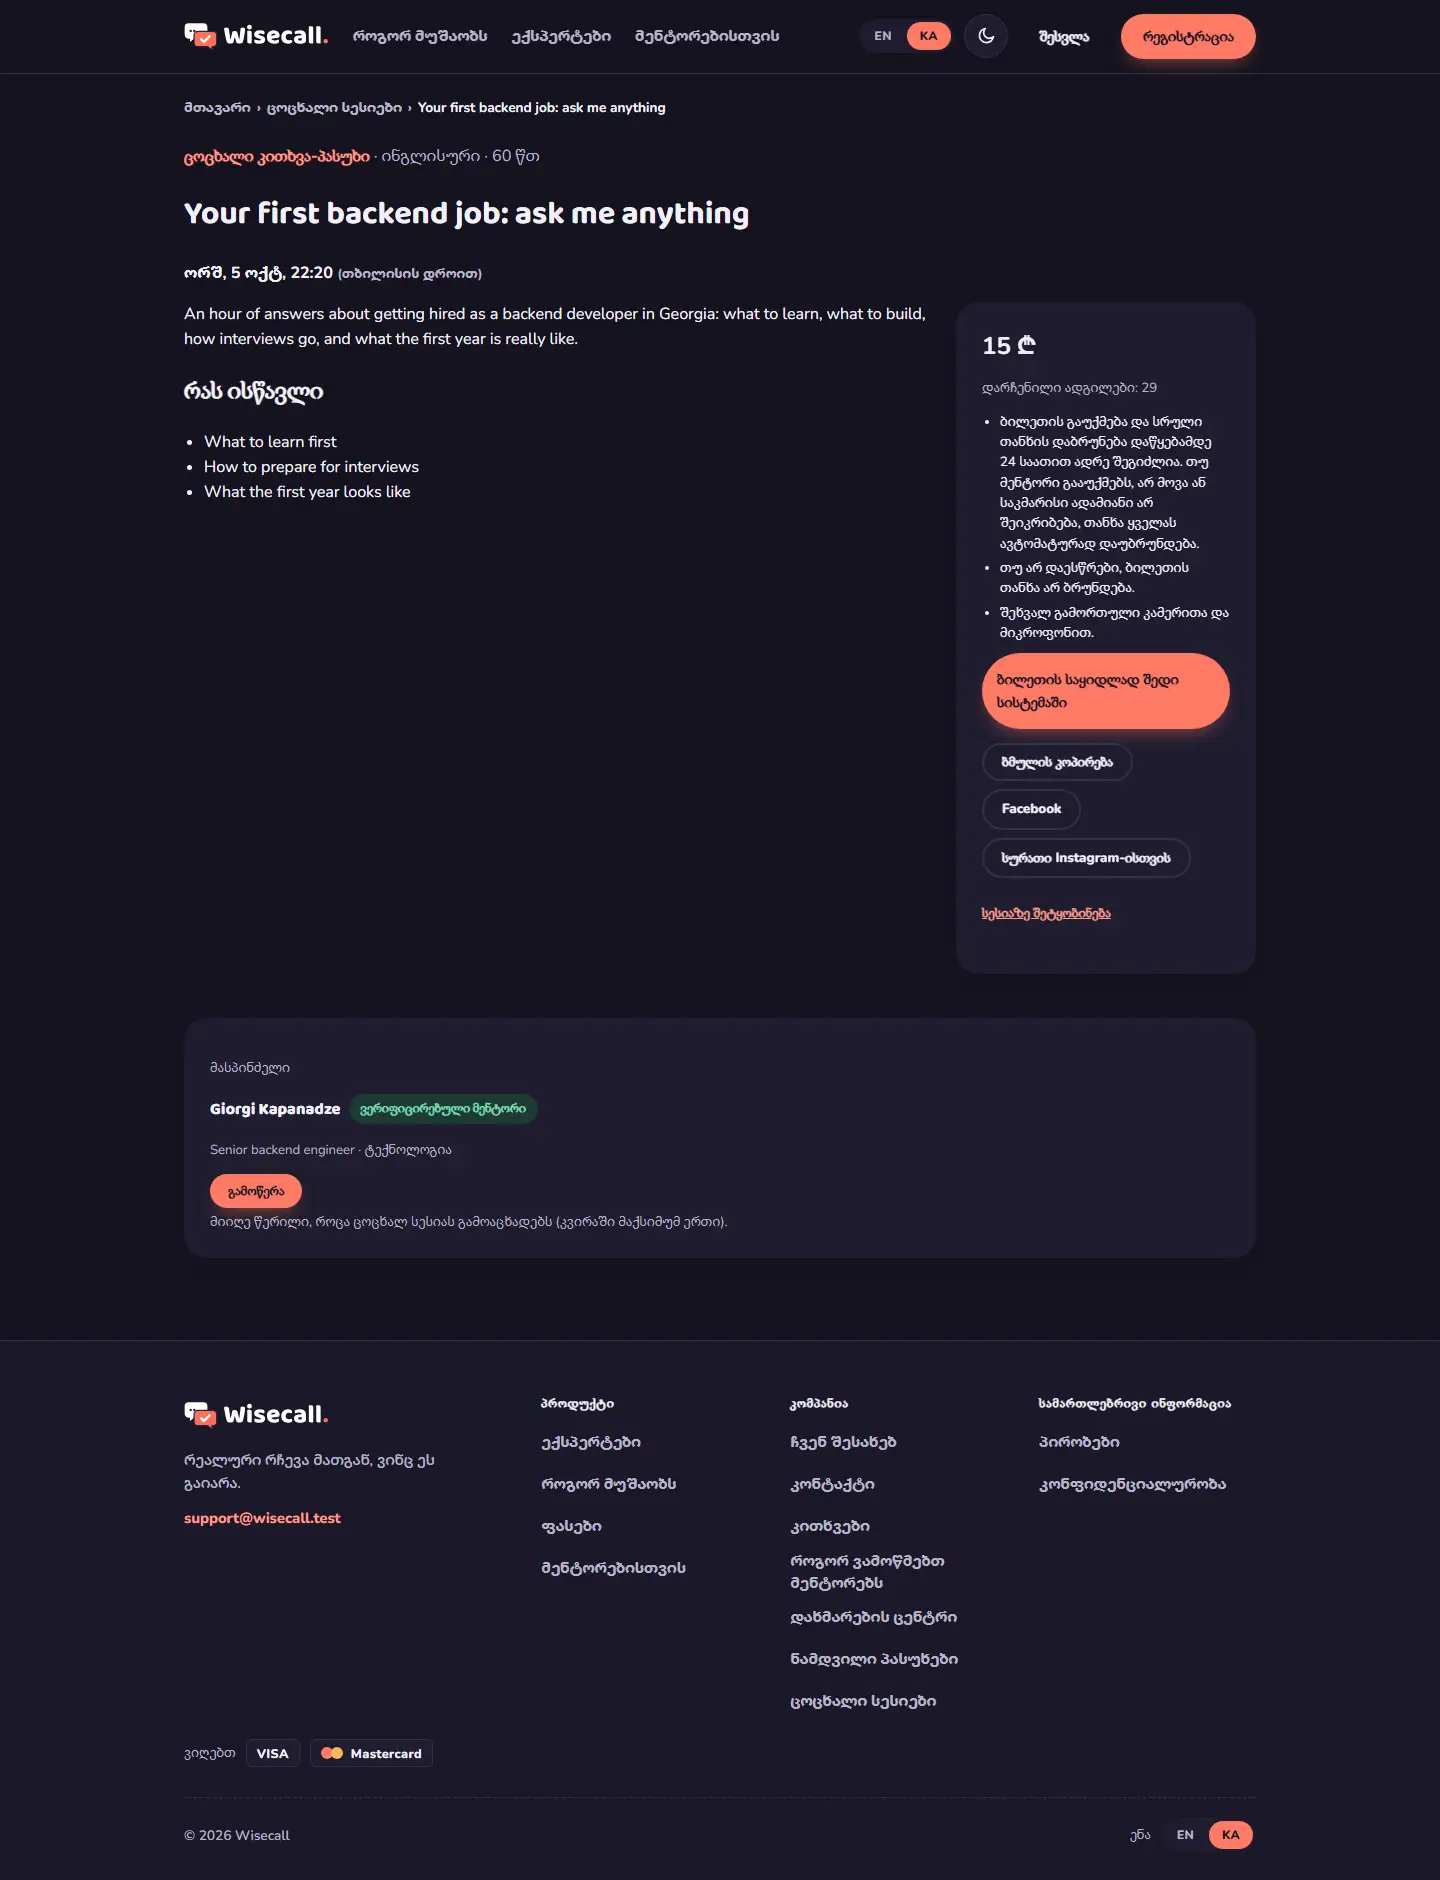 Wisecall.
როგორ მუშაობს
ექსპერტები
მენტორებისთვის
EN
KA
შესვლა
რეგისტრაცია
მთავარი › ცოცხალი სესიები › Your first backend job: ask me anything
ცოცხალი კითხვა-პასუხი · ინგლისური · 60 წთ
Your first backend job: ask me anything
ორშ, 5 ოქტ, 22:20 (თბილისის დროით)
An hour of answers about getting hired as a backend developer in Georgia: what to learn, what to build,
how interviews go, and what the first year is really like.
რას ისწავლი
• What to learn first
• How to prepare for interviews
• What the first year looks like
15 ₾
დარჩენილი ადგილები: 29
• ბილეთის გაუქმება და სრული
თანხის დაბრუნება დაწყებამდე
24 საათით ადრე შეგიძლია. თუ
მენტორი გააუქმებს, არ მოვა ან
საკმარისი ადამიანი არ
შეიკრიბება, თანხა ყველას
ავტომატურად დაუბრუნდება.
• თუ არ დაესწრები, ბილეთის
თანხა არ ბრუნდება.
• შეხვალ გამორთული კამერითა და
მიკროფონით.
ბილეთის საყიდლად შედი
სისტემაში
ბმულის კოპირება
Facebook
სურათი Instagram-ისთვის
სესიაზე შეტყობინება
მასპინძელი
Giorgi Kapanadze ვერიფიცირებული მენტორი
Senior backend engineer · ტექნოლოგია
გამოწერა
მიიღე წერილი, როცა ცოცხალ სესიას გამოაცხადებს (კვირაში მაქსიმუმ ერთი).
Wisecall.
რეალური რჩევა მათგან, ვინც ეს
გაიარა.
support@wisecall.test
პროდუქტი
ექსპერტები
როგორ მუშაობს
ფასები
მენტორებისთვის
კომპანია
ჩვენ შესახებ
კონტაქტი
კითხვები
როგორ ვამოწმებთ
მენტორებს
დახმარების ცენტრი
ნამდვილი პასუხები
ცოცხალი სესიები
სამართლებრივი ინფორმაცია
პირობები
კონფიდენციალურობა
ვიღებთ
VISA
Mastercard
© 2026 Wisecall
ენა
EN
KA